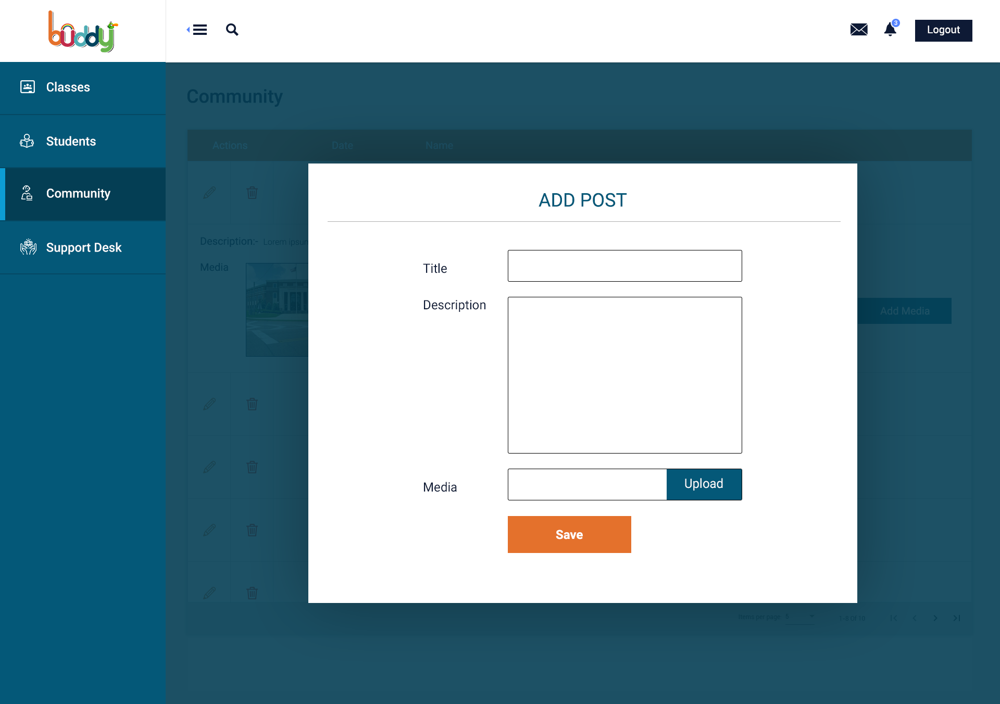 buddy
3
Logout
Classes
Students
Community
Support Desk
Community
Actions Date Name
ADD POST
Description:- Lorem ipsum
Media
Title
Description
Add Media
Media
Upload
Save
Items per page: 5
1-8 of 10